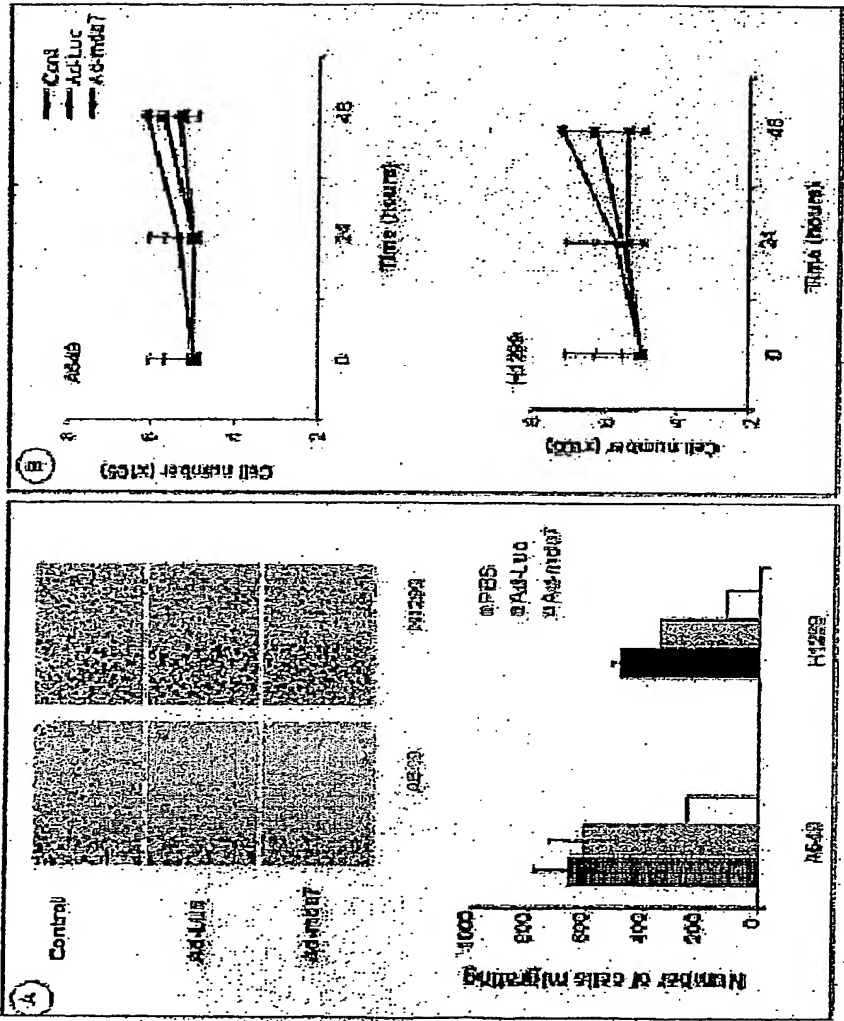 A
Control
Ad-Luc
Ad-mda7
A549
H1299
PBS
Ad-Luc
Ad-mda7
Number of cells migrating
1000
800
600
400
200
0
A549
H1299
B
Cont
Ad-Luc
Ad-mda7
A549
Cell number (x105)
8
6
4
2
0
24
48
Time (hours)
H1299
Cell number (x105)
8
6
4
2
0
24
48
Time (hours)